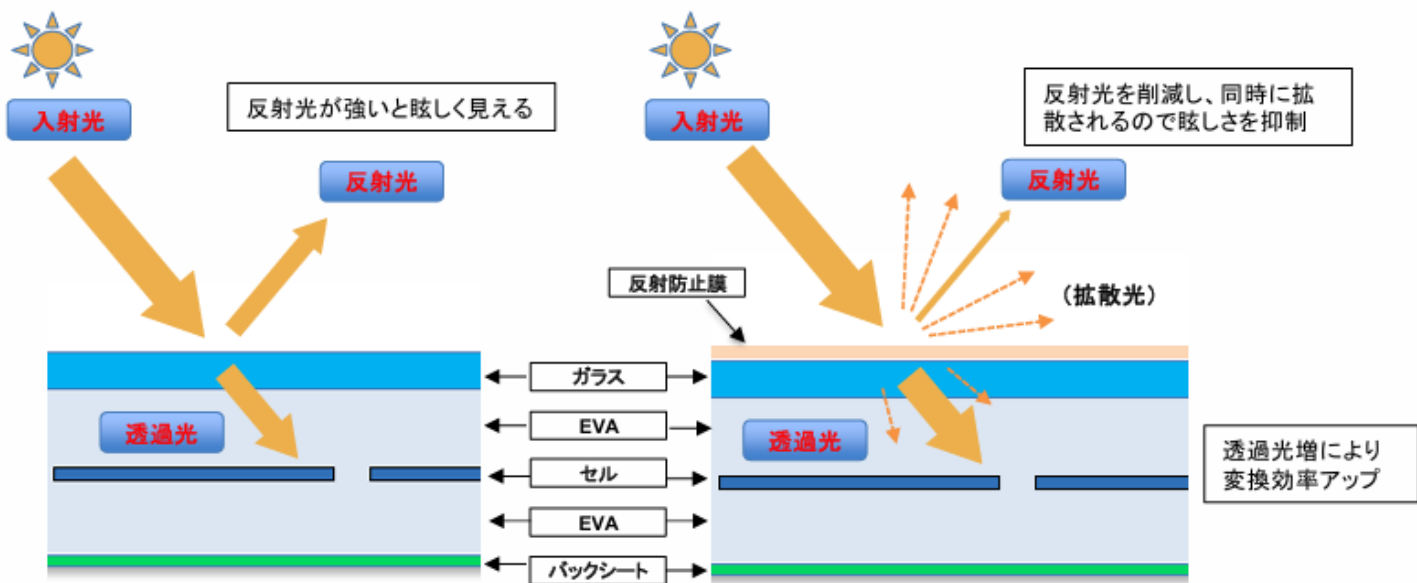 入射光
反射光が強いと眩しく見える
反射光
透過光
入射光
反射光を削減し、同時に拡
散されるので眩しさを抑制
反射光
反射防止膜
(拡散光)
透過光
ガラス
EVA
セル
EVA
バックシート
透過光増により
変換効率アップ